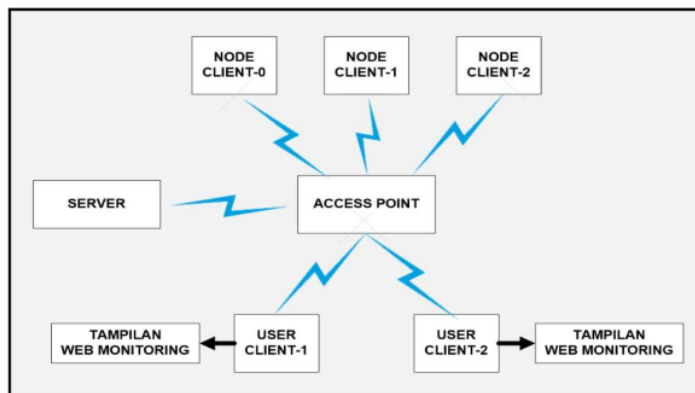 NODE
CLIENT-0
NODE
CLIENT-1
NODE
CLIENT-2
SERVER
ACCESS POINT
TAMPILAN
WEB MONITORING
USER
CLIENT-1
USER
CLIENT-2
TAMPILAN
WEB MONITORING